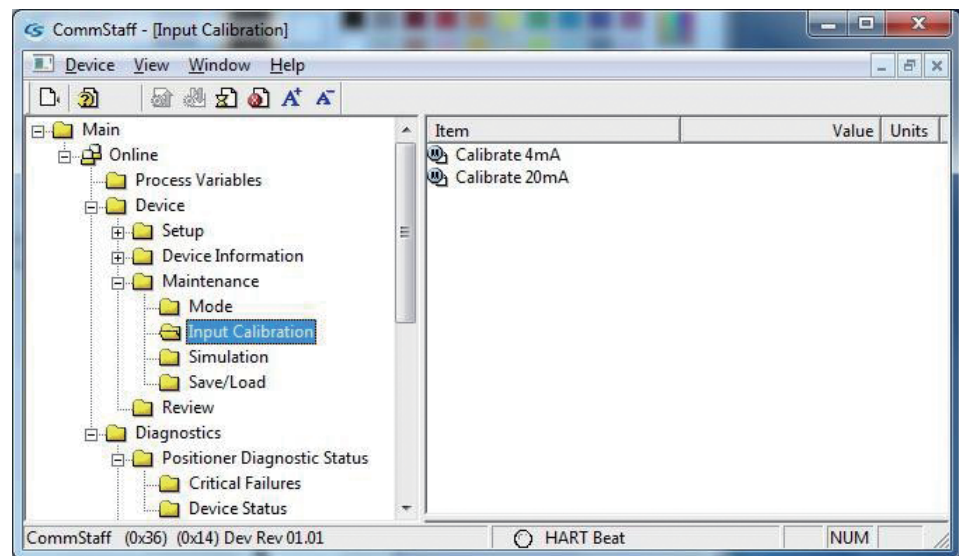 CommStaff - [Input Calibration]
Device View Window Help
Main
Online
Process Variables
Device
Setup
Device Information
Maintenance
Mode
Input Calibration
Simulation
Save/Load
Review
Diagnostics
Positioner Diagnostic Status
Critical Failures
Device Status
Item Value Units
Calibrate 4mA
Calibrate 20mA
CommStaff (0x36) (0x14) Dev Rev 01.01 HART Beat NUM